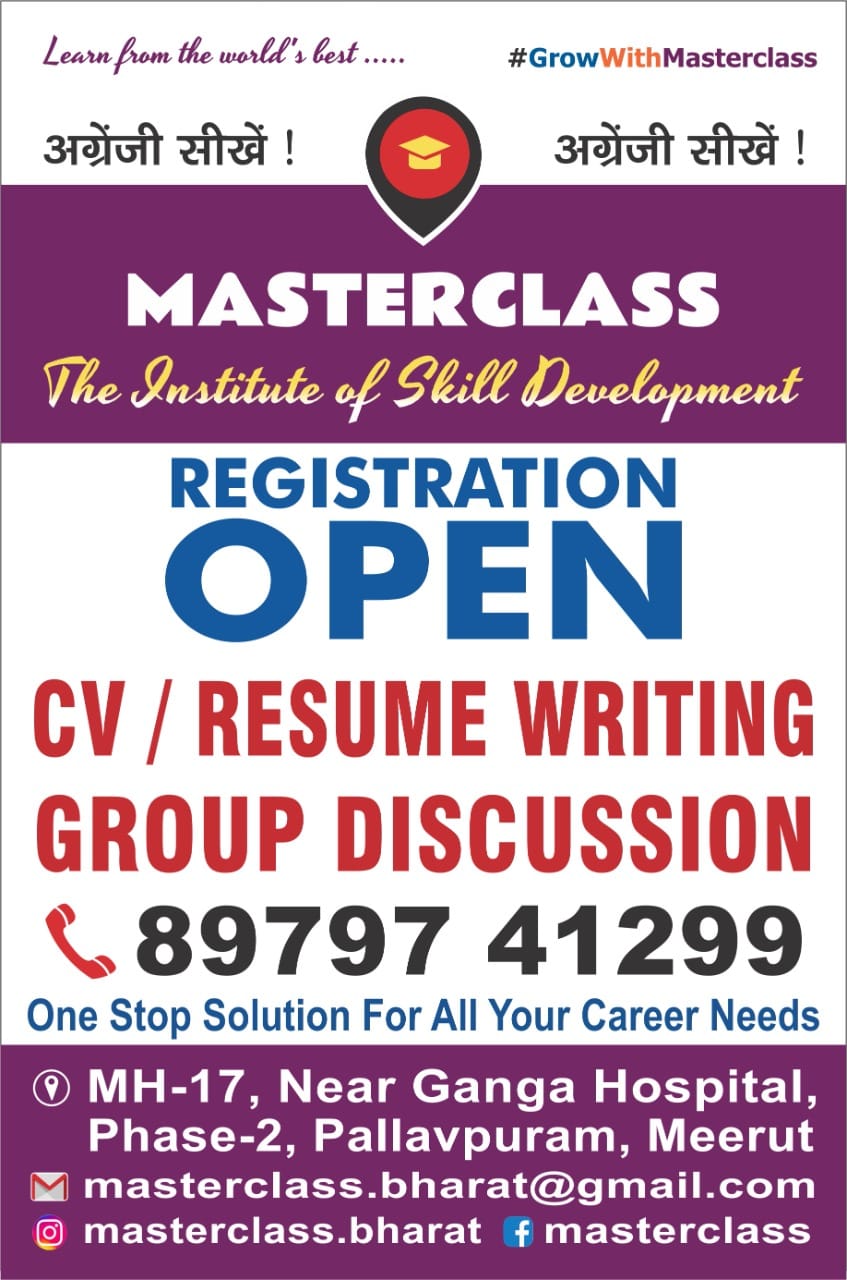 Learn from the world's best .....
#GrowWithMasterclass
अग्रेंजी सीखें !
अग्रेंजी सीखें !
MASTERCLASS
The Institute of Skill Development
REGISTRATION
OPEN
CV / RESUME WRITING
GROUP DISCUSSION
89797 41299
One Stop Solution For All Your Career Needs
MH-17, Near Ganga Hospital,
Phase-2, Pallavpuram, Meerut
masterclass.bharat@gmail.com
masterclass.bharat masterclass